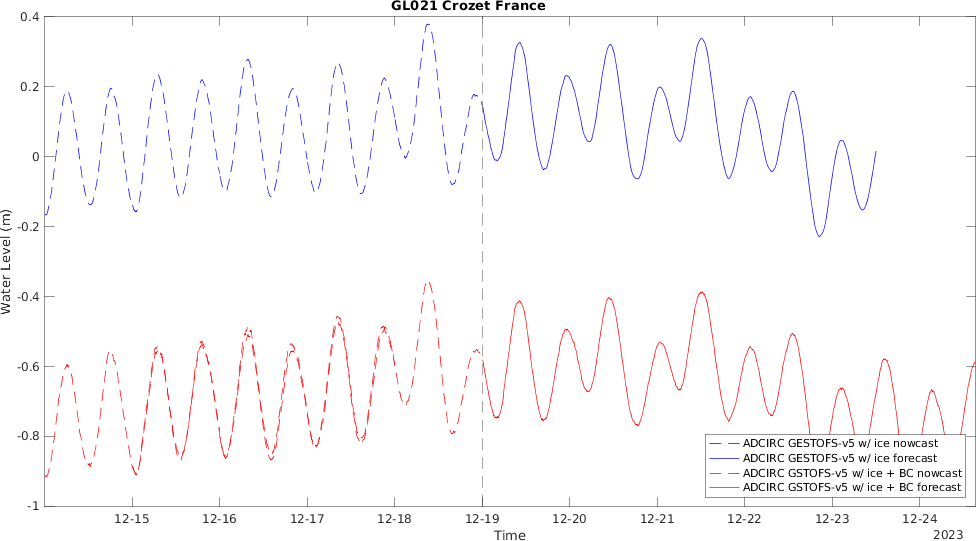 GL021 Crozet France
Water Level (m)
0.4
0.2
0
-0.2
-0.4
-0.6
-0.8
-1
12-15
12-16
12-17
12-18
12-19
12-20
12-21
12-22
12-23
12-24
Time
2023
ADCIRC GESTOFS-v5 w/ ice nowcast
ADCIRC GESTOFS-v5 w/ ice forecast
ADCIRC GSTOFS-v5 w/ ice + BC nowcast
ADCIRC GSTOFS-v5 w/ ice + BC forecast